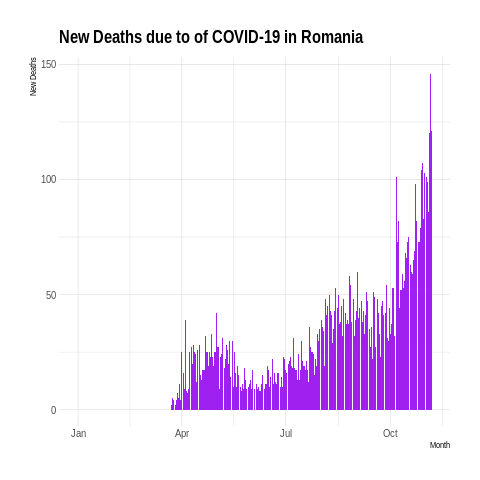 New Deaths due to of COVID-19 in Romania
New Deaths
150
100
50
0
Jan Apr Jul Oct
Month